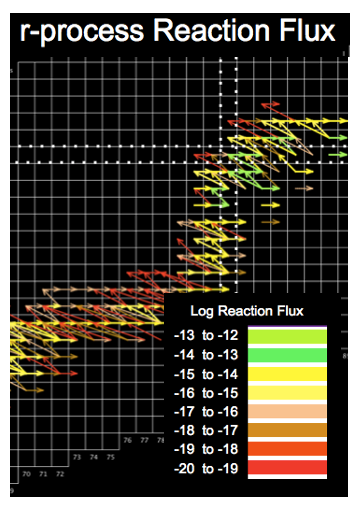 r-process Reaction Flux
Log Reaction Flux
-13 to -12
-14 to -13
-15 to -14
-16 to -15
-17 to -16
-18 to -17
-19 to -18
-20 to -19
76 77 78
73 74 75
70 71 72